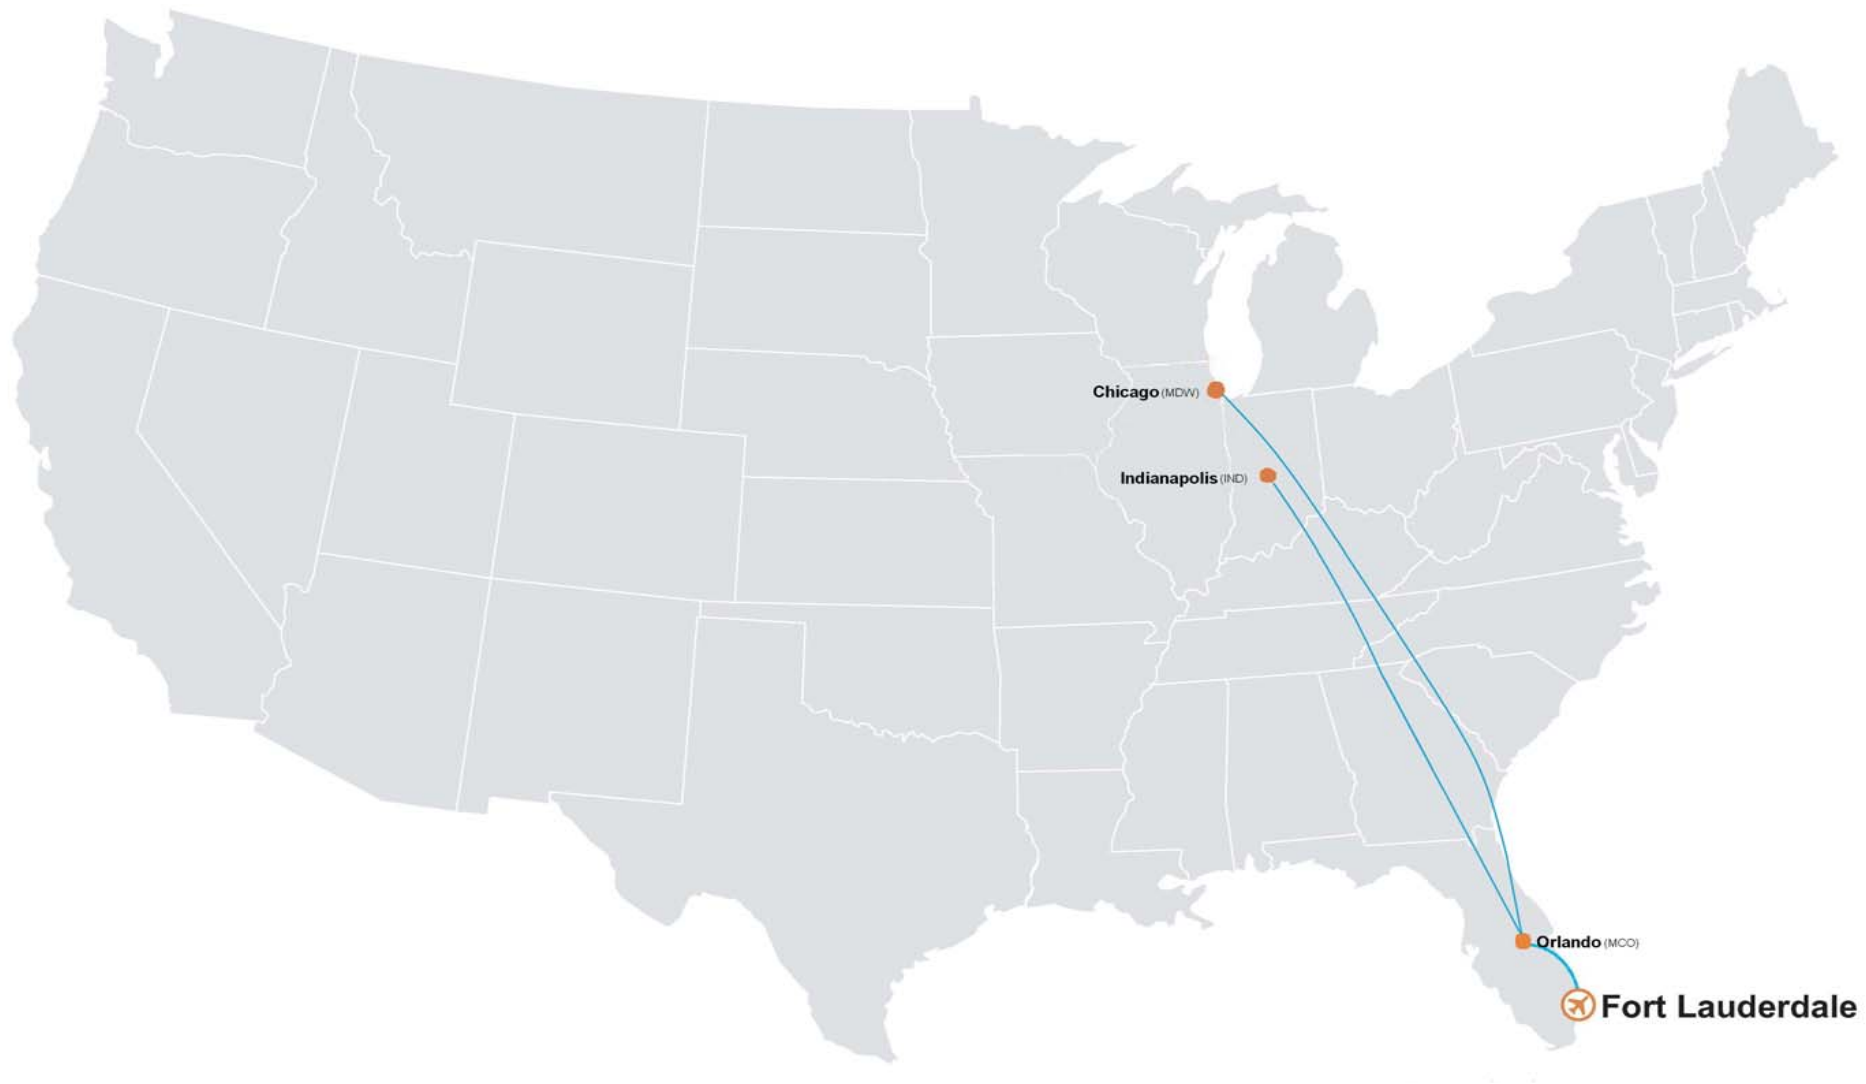 Chicago (MDW)
Indianapolis (IND)
Orlando (MCO)
Fort Lauderdale